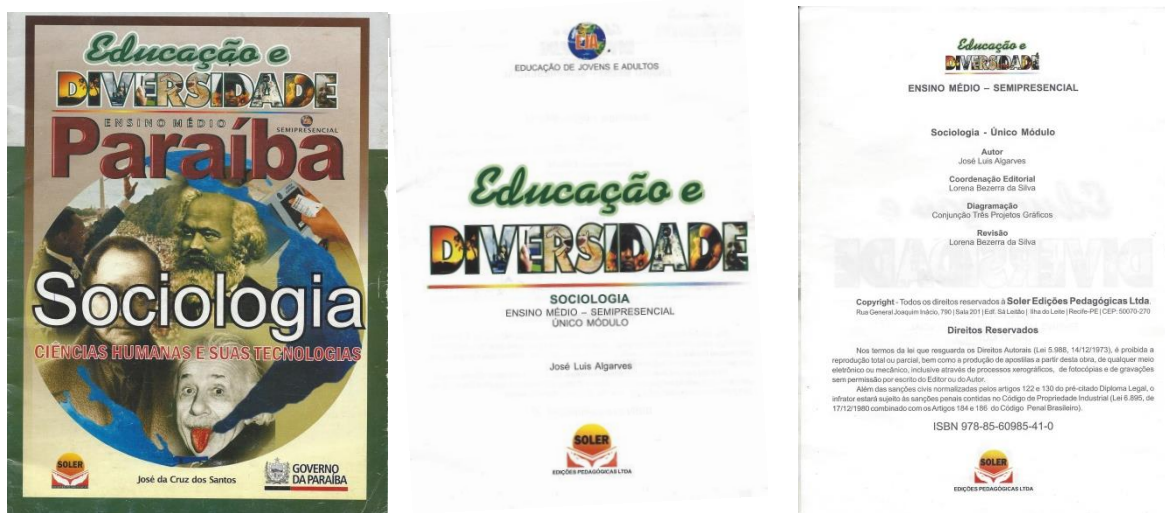 Educação e
DIVERSIDADE
ENSINO MÉDIO
SEMIPRESENCIAL
Paraíba
Sociologia
CIÊNCIAS HUMANAS E SUAS TECNOLOGIAS
SOLER
José da Cruz dos Santos
GOVERNO
DA PARAÍBA
EJA
EDUCAÇÃO DE JOVENS E ADULTOS
Educação e
DIVERSIDADE
SOCIOLOGIA
ENSINO MÉDIO – SEMIPRESENCIAL
ÚNICO MÓDULO
José Luis Algarves
SOLER
EDIÇÕES PEDAGÓGICAS LTDA
Educação e
DIVERSIDADE
ENSINO MÉDIO – SEMIPRESENCIAL
Sociologia - Único Módulo
Autor
José Luis Algarves
Coordenação Editorial
Lorena Bezerra da Silva
Diagramação
Conjunção Três Projetos Gráficos
Revisão
Lorena Bezerra da Silva
Copyright - Todos os direitos reservados à Soler Edições Pedagógicas Ltda.
Rua General Joaquim Inácio, 790 | Sala 201 | Edf. Sá Leitão | Ilha do Leite | Recife-PE | CEP: 50070-270
Direitos Reservados
Nos termos da lei que resguarda os Direitos Autorais (Lei 5.988, 14/12/1973), é proibida a
reprodução total ou parcial, bem como a produção de apostilas a partir desta obra, de qualquer meio
eletrônico ou mecânico, inclusive através de processos xerográficos, de fotocópias e de gravações
sem permissão por escrito do Editor ou do Autor.
Além das sanções civis normalizadas pelos artigos 122 e 130 do pré-citado Diploma Legal, o
infrator estará sujeito às sanções penais contidas no Código de Propriedade Industrial (Lei 6.895, de
17/12/1980 combinado com os Artigos 184 e 186 do Código Penal Brasileiro).
ISBN 978-85-60985-41-0
SOLER
EDIÇÕES PEDAGÓGICAS LTDA